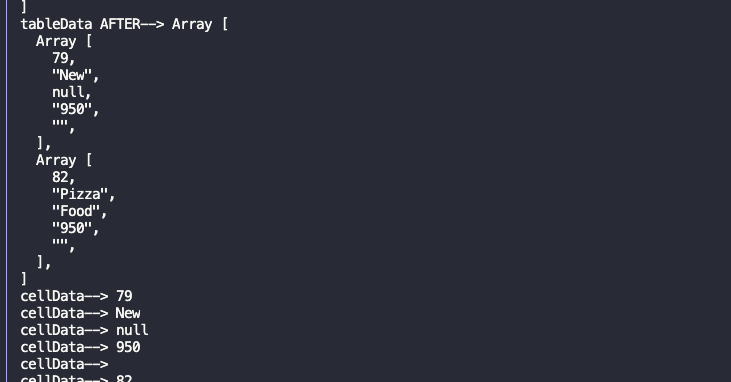 ]
tableData AFTER--> Array [
  Array [
    79,
    "New",
    null,
    "950",
    "",
  ],
  Array [
    82,
    "Pizza",
    "Food",
    "950",
    "",
  ],
]
cellData--> 79
cellData--> New
cellData--> null
cellData--> 950
cellData-->
cellData--> 82